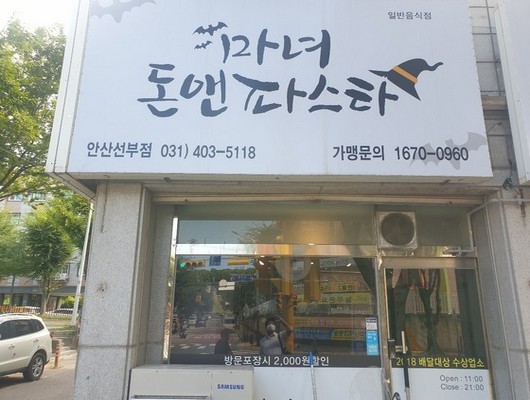 일반음식점
마녀
돈앤파스타
안산선부점 031) 403-5118
가맹문의 1670-0960
방문포장시 2,000원할인
2018 배달대상 수상업소
Open : 11:00
Close : 21:00
SAMSUNG